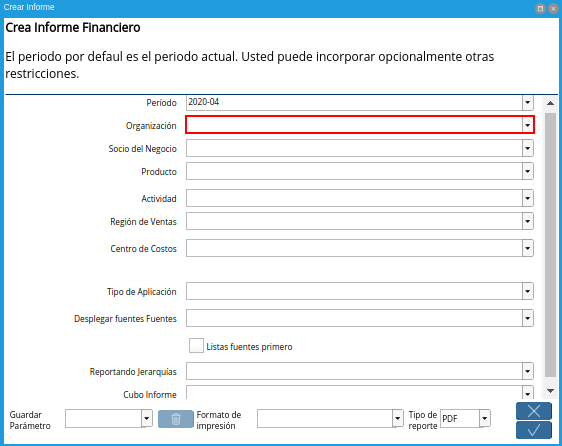 Crear Informe
Crea Informe Financiero
El periodo por defaul es el periodo actual. Usted puede incorporar opcionalmente otras
restricciones.
Período 2020-04
Organización
Socio del Negocio
Producto
Actividad
Región de Ventas
Centro de Costos
Tipo de Aplicación
Desplegar fuentes Fuentes
Listas fuentes primero
Reportando Jerarquías
Cubo Informe
Guardar
Parámetro
Formato de
impresión
Tipo de
reporte
PDF